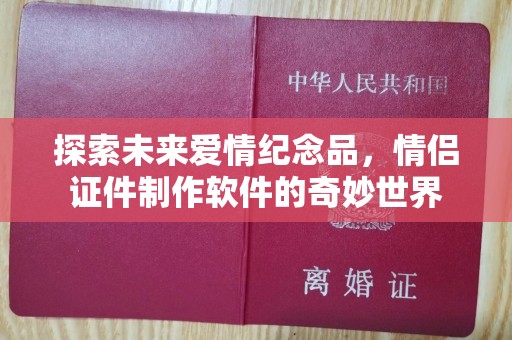 中华人民共和国
探索未来爱情纪念品，情侣
证件制作软件的奇妙世界
离婚证